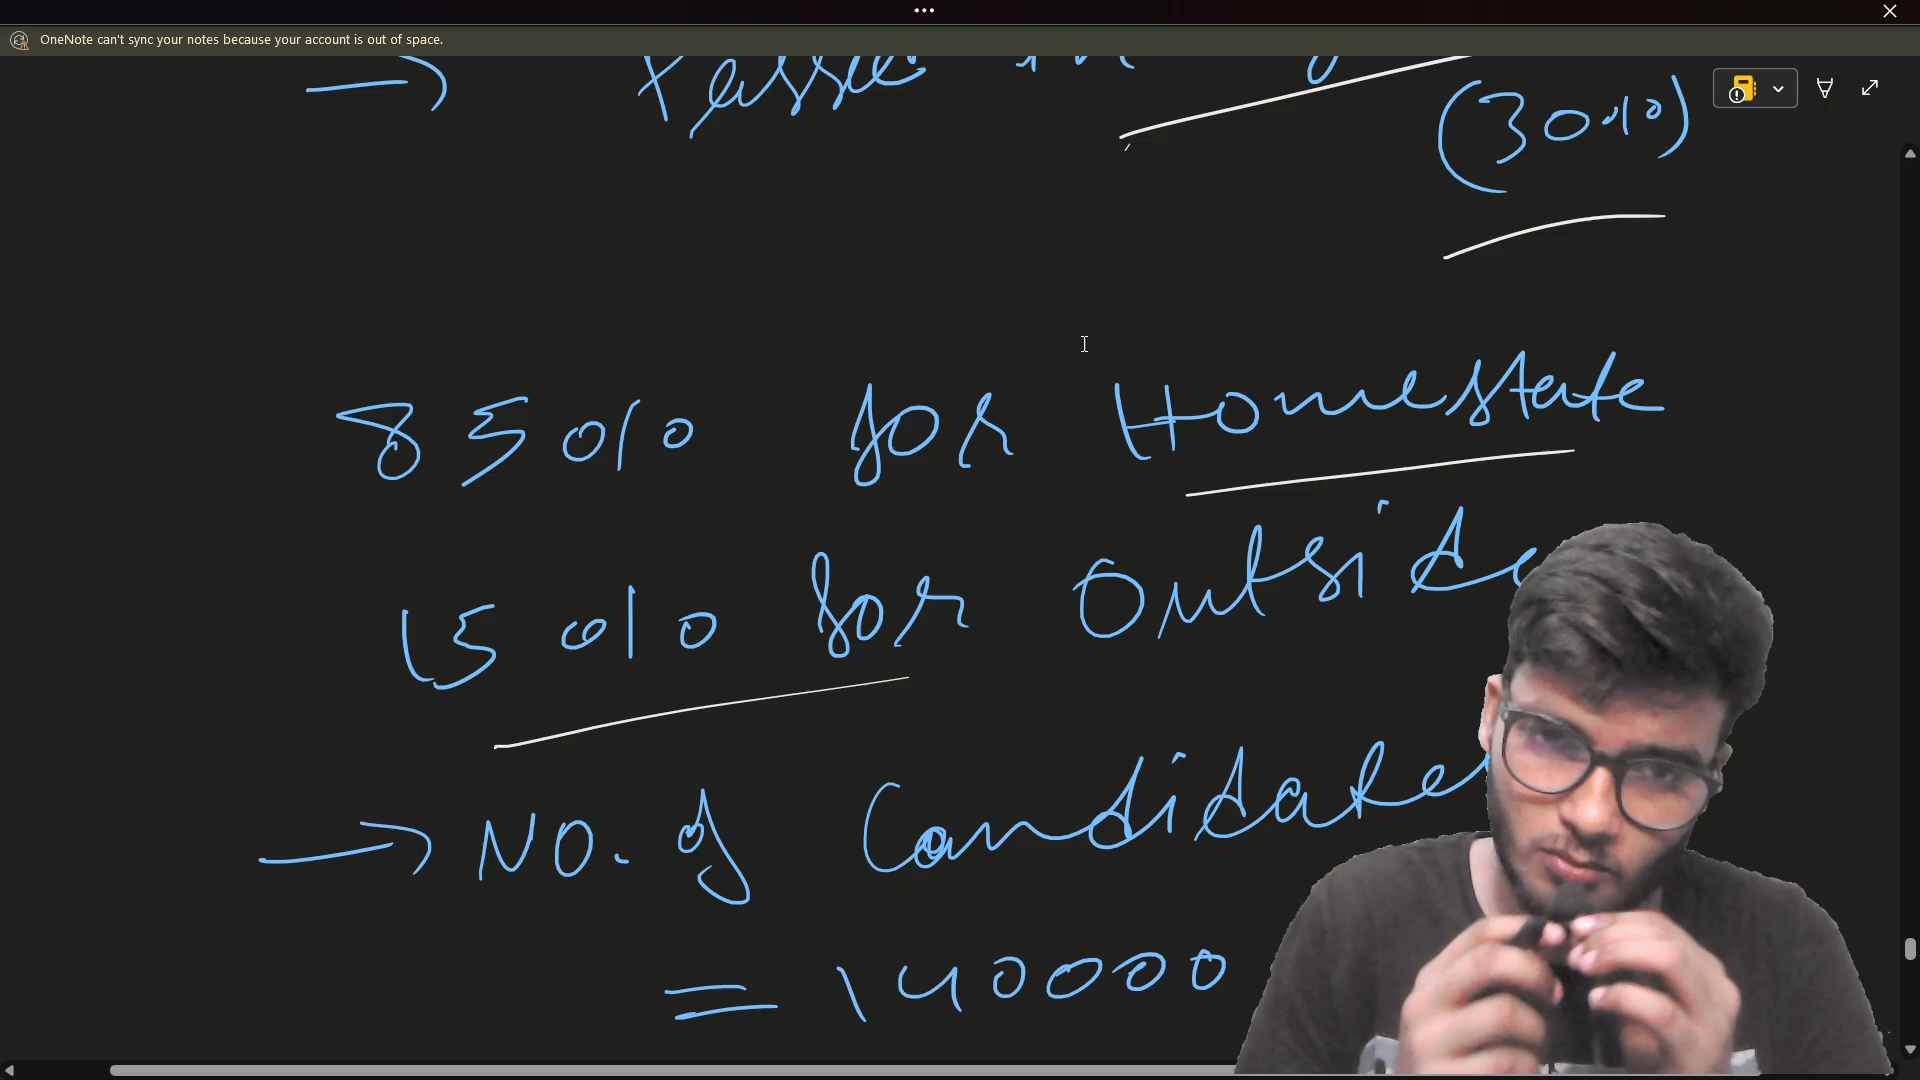 OneNote can't sync your notes because your account is out of space.
→
(30%)
85% for Homestate
15% for Outside
→ NO. of Candidates
= 140000